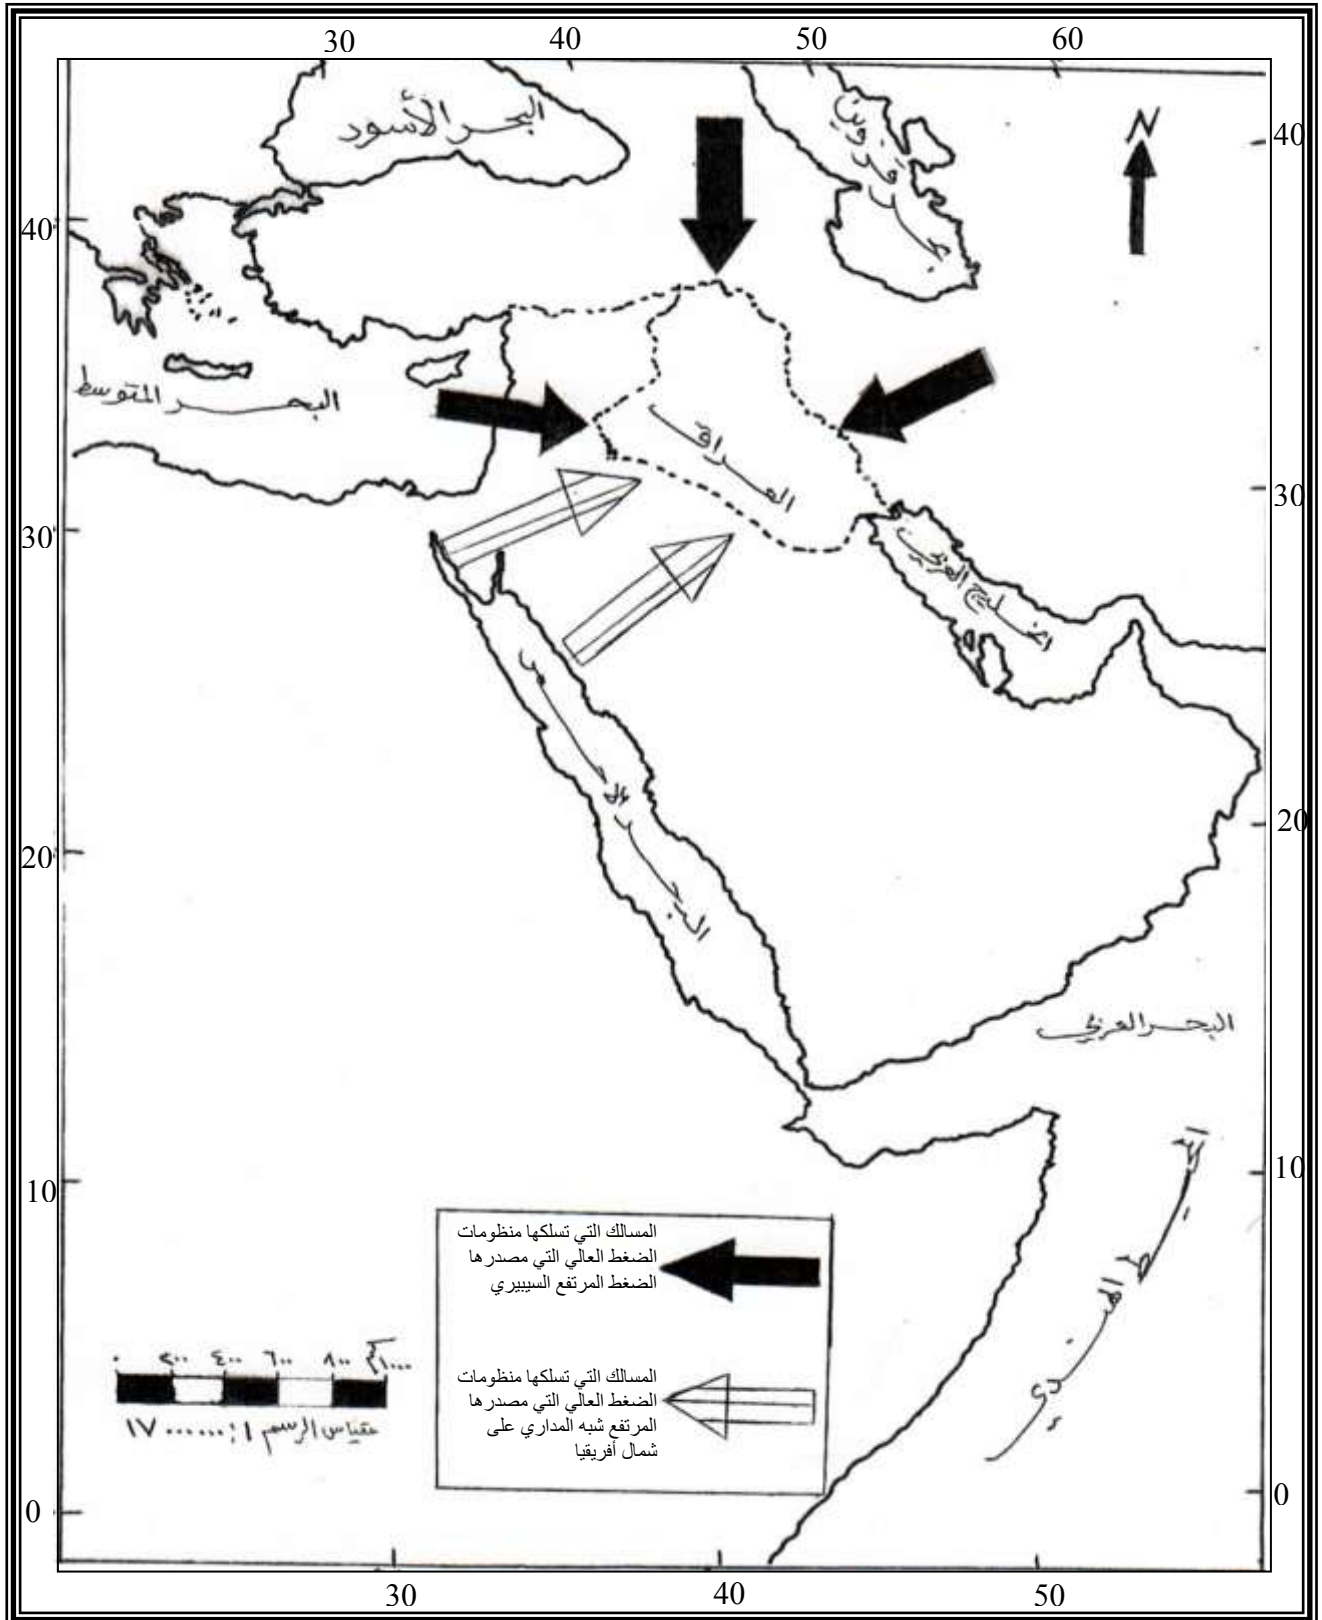 30 40 50 60
البحر الأسود
بحر قزوين
N
40
40
البحر المتوسط
العراق
30
30
الخليج العربي
البحر الأحمر
20
20
البحر العربي
10
10
المسالك التي تسلكها منظومات
الضغط العالي التي مصدرها
الضغط المرتفع السيبيري
المسالك التي تسلكها منظومات
الضغط العالي التي مصدرها
المرتفع شبه المداري على
شمال أفريقيا
٠ ٢٠٠ ٤٠٠ ٦٠٠ ٨٠٠ ١٠٠٠كم
مقياس الرسم ١ : ١٧٠٠٠٠٠٠
0
0
30 40 50